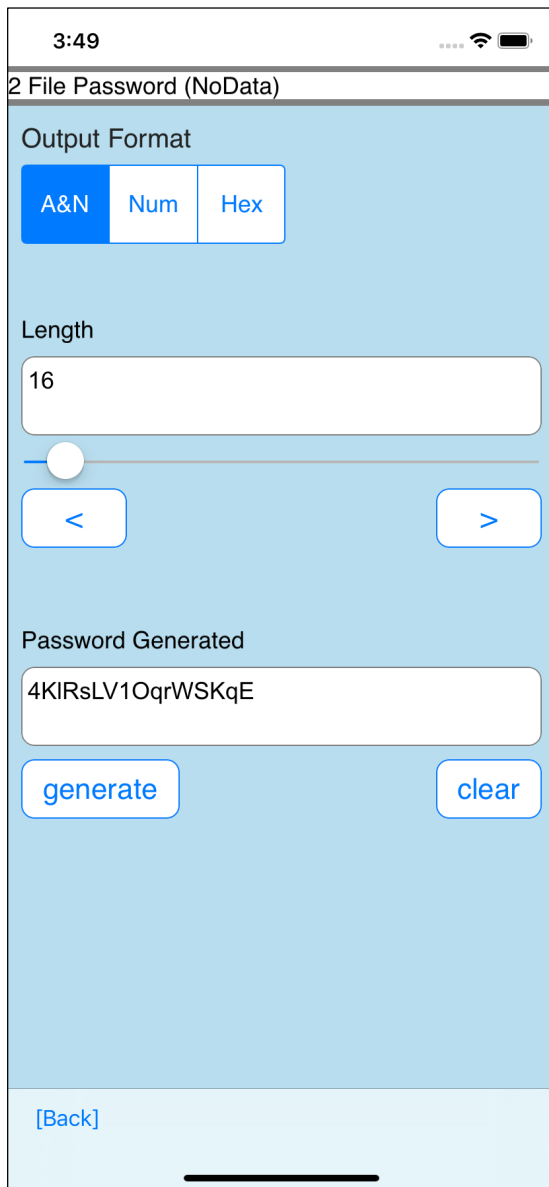 3:49
2 File Password (NoData)
Output Format
A&N Num Hex
Length
16
< >
Password Generated
4KlRsLV1OqrWSKqE
generate clear
[Back]